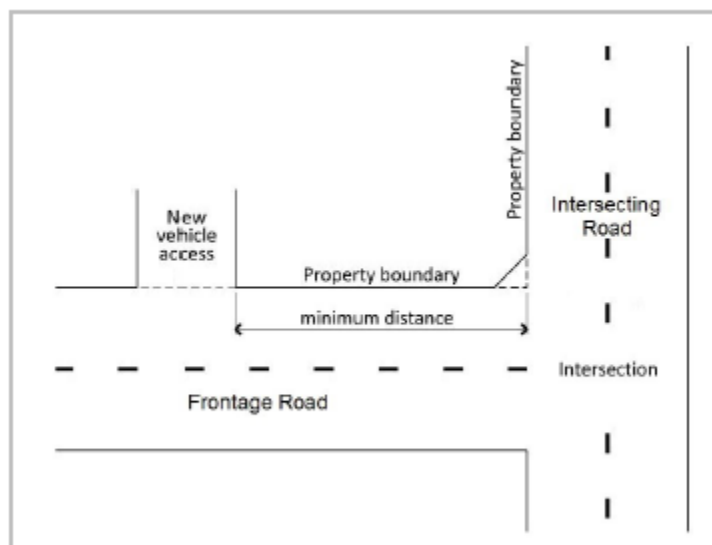 Property boundary
New
vehicle
access
Intersecting
Road
Property boundary
minimum distance
Intersection
Frontage Road